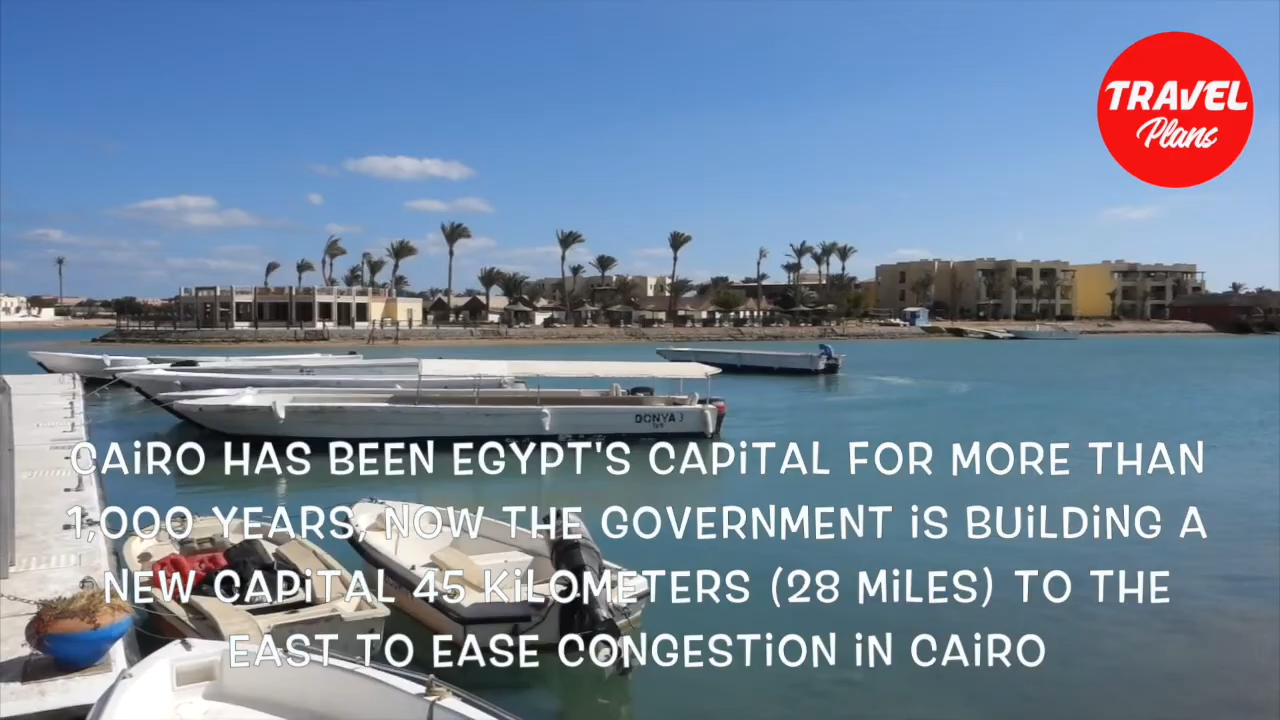 TRAVEL
Plans
DONYA 3
CAiRO HAS BEEN EGYPT'S CAPiTAL FOR MORE THAN
1,000 YEARS, NOW THE GOVERNMENT iS BUiLDiNG A
NEW CAPiTAL 45 KiLOMETERS (28 MiLES) TO THE
EAST TO EASE CONGESTiON iN CAiRO